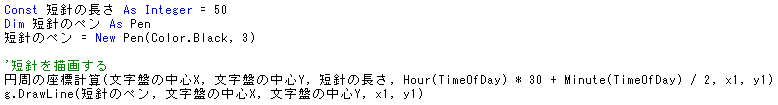 Const 短針の長さ As Integer = 50
Dim 短針のペン As Pen
短針のペン = New Pen(Color.Black, 3)
'短針を描画する
円周の座標計算(文字盤の中心X, 文字盤の中心Y, 短針の長さ, Hour(TimeOfDay) * 30 + Minute(TimeOfDay) / 2, x1, y1)
g.DrawLine(短針のペン, 文字盤の中心X, 文字盤の中心Y, x1, y1)